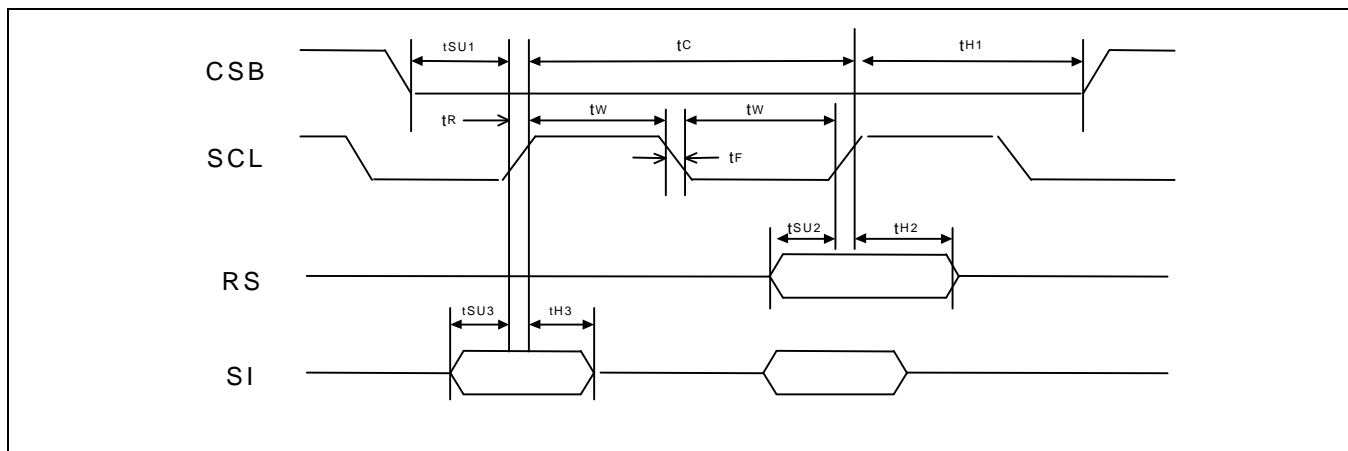 tSU1
tC
tH1
CSB
tR
tW
tW
SCL
tF
tSU2
tH2
RS
tSU3
tH3
SI